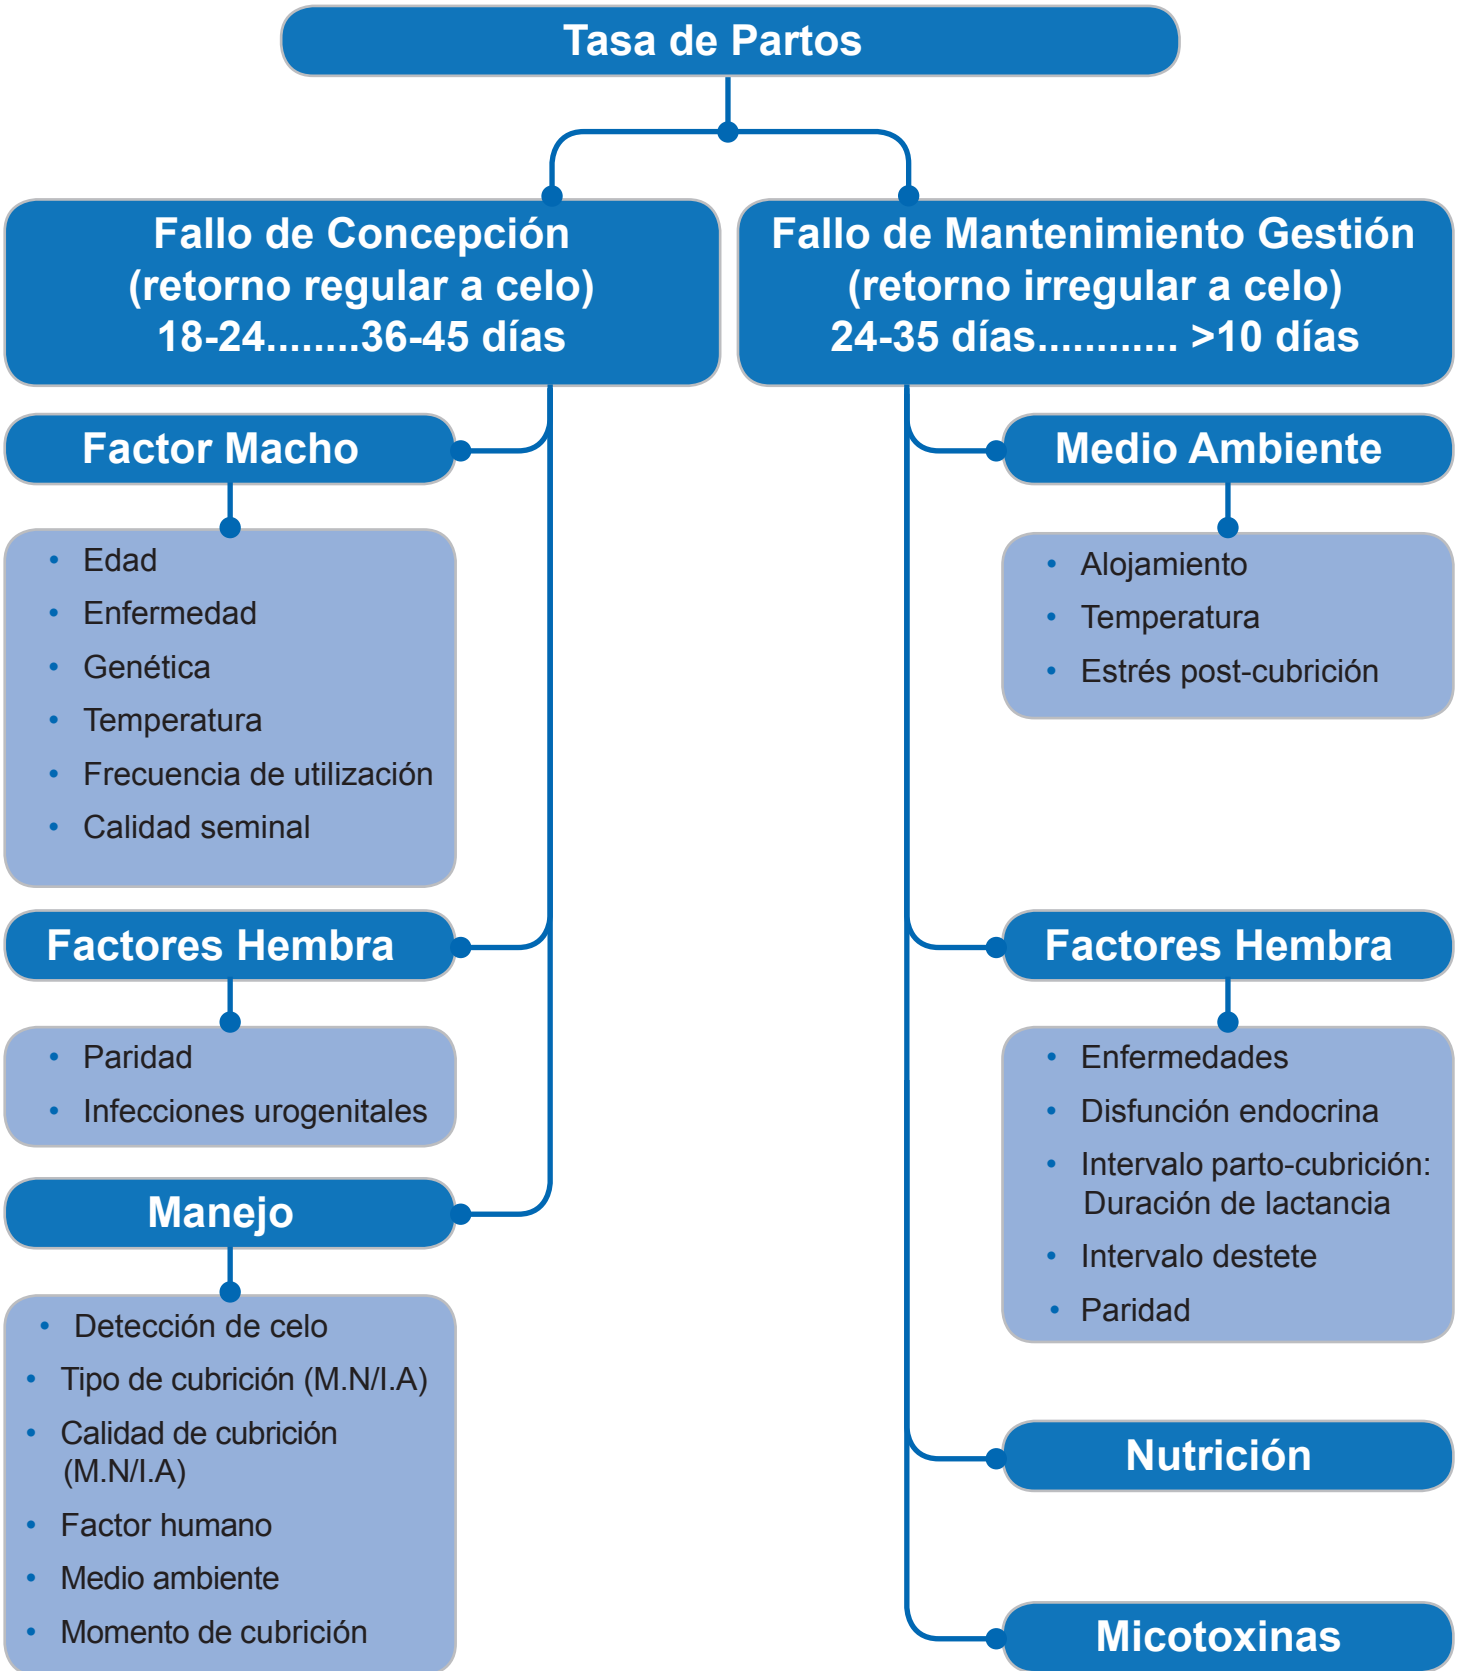 Tasa de Partos
Fallo de Concepción
(retorno regular a celo)
18-24........36-45 días
Factor Macho
• Edad
• Enfermedad
• Genética
• Temperatura
• Frecuencia de utilización
• Calidad seminal
Factores Hembra
• Paridad
• Infecciones urogenitales
Manejo
• Detección de celo
• Tipo de cubrición (M.N/I.A)
• Calidad de cubrición
(M.N/I.A)
• Factor humano
• Medio ambiente
• Momento de cubrición
Fallo de Mantenimiento Gestión
(retorno irregular a celo)
24-35 días............ >10 días
Medio Ambiente
• Alojamiento
• Temperatura
• Estrés post-cubrición
Factores Hembra
• Enfermedades
• Disfunción endocrina
• Intervalo parto-cubrición:
Duración de lactancia
• Intervalo destete
• Paridad
Nutrición
Micotoxinas